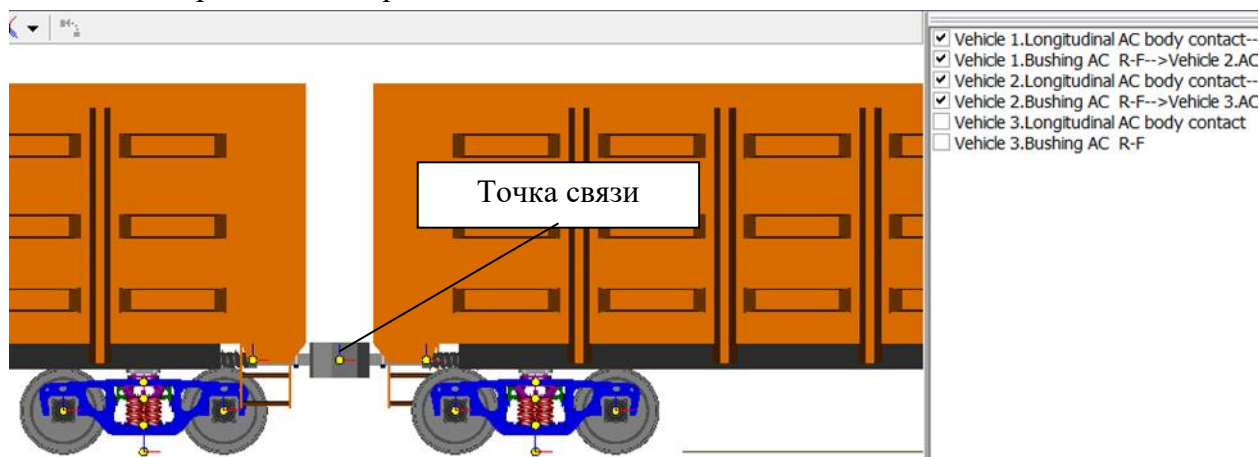 Точка связи
Vehicle 1.Longitudinal AC body contact--
Vehicle 1.Bushing AC R-F-->Vehicle 2.AC
Vehicle 2.Longitudinal AC body contact--
Vehicle 2.Bushing AC R-F-->Vehicle 3.AC
Vehicle 3.Longitudinal AC body contact
Vehicle 3.Bushing AC R-F